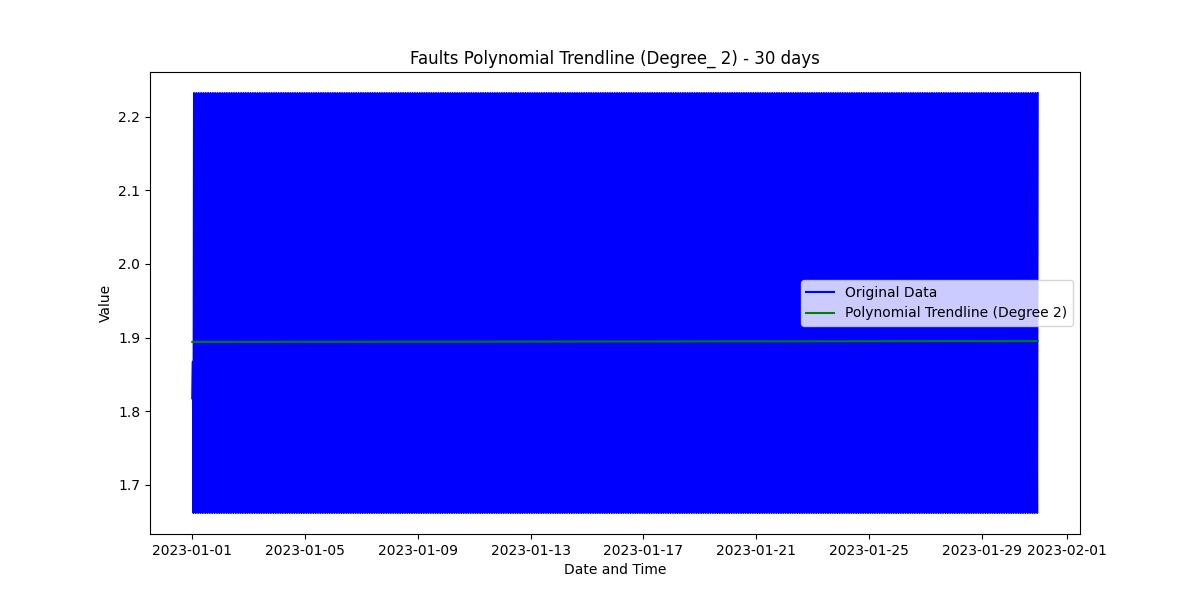 Faults Polynomial Trendline (Degree_ 2) - 30 days
2.2
2.1
2.0
1.9
1.8
1.7
Value
Original Data
Polynomial Trendline (Degree 2)
2023-01-01 2023-01-05 2023-01-09 2023-01-13 2023-01-17 2023-01-21 2023-01-25 2023-01-29 2023-02-01
Date and Time